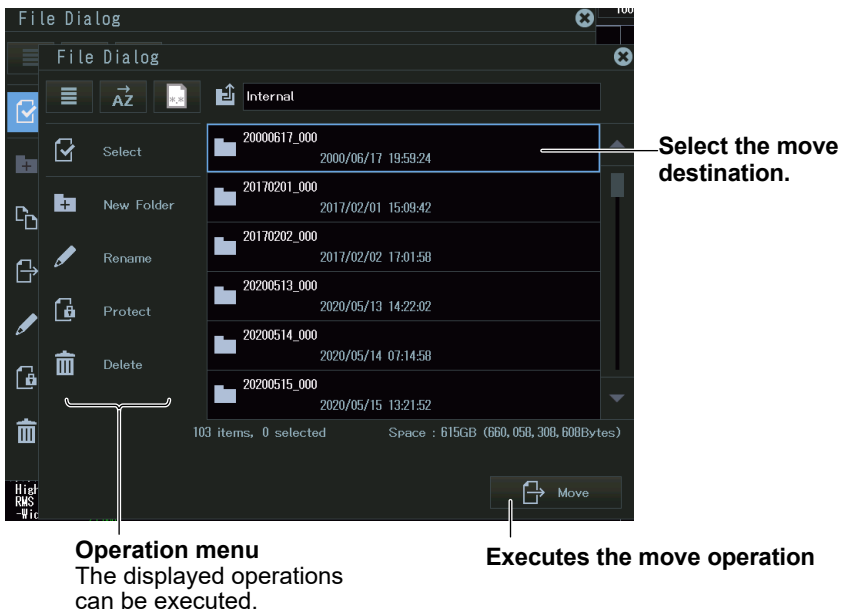 File Dialog
100
File Dialog
AZ
*.*
Internal
Select
20000617_000
2000/06/17 19:59:24
Select the move
destination.
New Folder
20170201_000
2017/02/01 15:09:42
Rename
20170202_000
2017/02/02 17:01:58
Protect
20200513_000
2020/05/13 14:22:02
Delete
20200514_000
2020/05/14 07:14:58
20200515_000
2020/05/15 13:21:52
103 items, 0 selected Space : 615GB (660,058,308,608Bytes)
High
RMS
-Wid
Move
Operation menu
The displayed operations
can be executed.
Executes the move operation